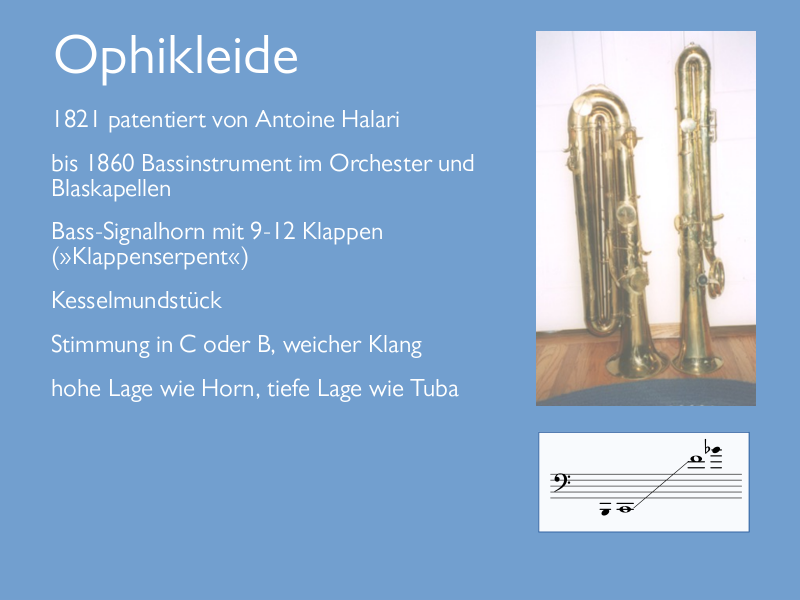 Ophikleide
1821 patentiert von Antoine Halari
bis 1860 Bassinstrument im Orchester und
Blaskapellen
Bass-Signalhorn mit 9-12 Klappen
(»Klappenserpent«)
Kesselmundstück
Stimmung in C oder B, weicher Klang
hohe Lage wie Horn, tiefe Lage wie Tuba